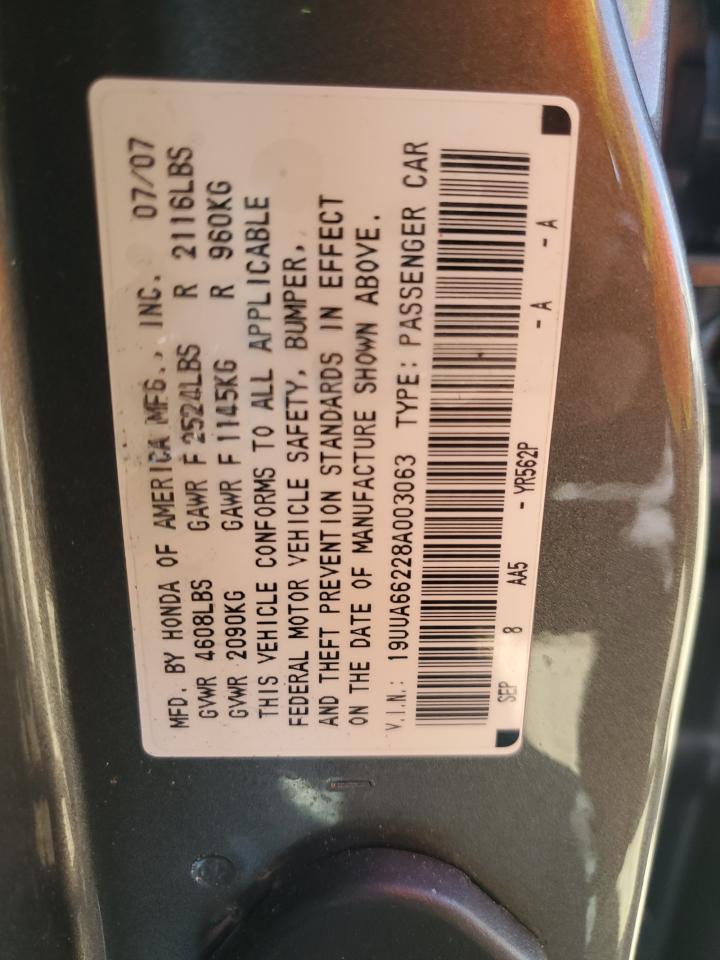 MFD. BY HONDA OF AMERICA MFG., INC. 07/07
GVWR 4608LBS GAWR F 2524LBS R 2116LBS
GVWR 2090KG GAWR F 1145KG R 960KG
THIS VEHICLE CONFORMS TO ALL APPLICABLE
FEDERAL MOTOR VEHICLE SAFETY, BUMPER,
AND THEFT PREVENTION STANDARDS IN EFFECT
ON THE DATE OF MANUFACTURE SHOWN ABOVE.
V.I.N.: 19UUA66228A003063 TYPE: PASSENGER CAR
SEP 8 AA5 - YR562P - A - A